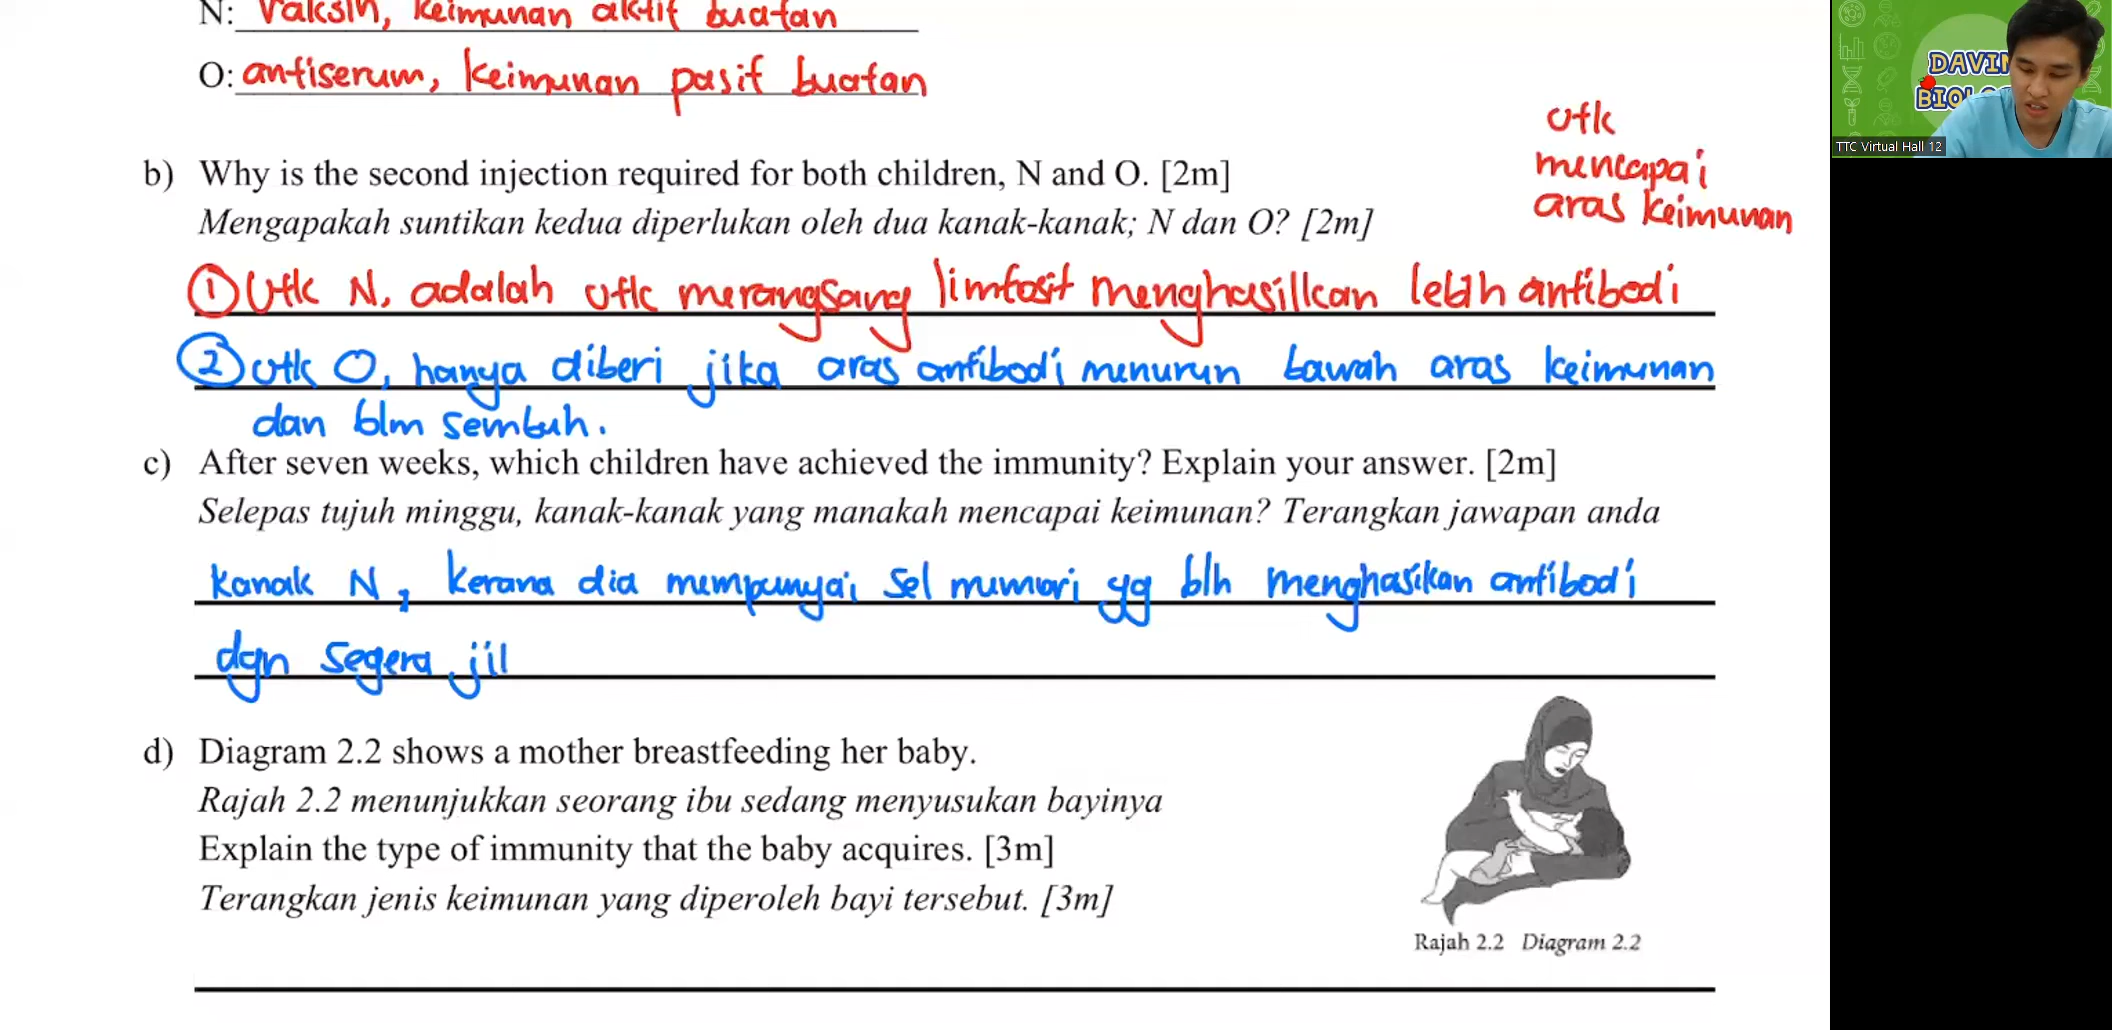 N: Vaksin, keimunan aktif buatan
O: antiserum, keimunan pasif buatan
utk
mencapai
aras keimunan
b) Why is the second injection required for both children, N and O. [2m]
Mengapakah suntikan kedua diperlukan oleh dua kanak-kanak; N dan O? [2m]
① Utk N, adalah utk merangsang limfosit menghasilkan lebih antibodi
② utk O, hanya diberi jika aras antibodi menurun bawah aras keimunan
dan blm sembuh.
c) After seven weeks, which children have achieved the immunity? Explain your answer. [2m]
Selepas tujuh minggu, kanak-kanak yang manakah mencapai keimunan? Terangkan jawapan anda
kanak N, kerana dia mempunyai sel memori yg blh menghasikan antibodi
dgn segera jil
d) Diagram 2.2 shows a mother breastfeeding her baby.
Rajah 2.2 menunjukkan seorang ibu sedang menyusukan bayinya
Explain the type of immunity that the baby acquires. [3m]
Terangkan jenis keimunan yang diperoleh bayi tersebut. [3m]
Rajah 2.2 Diagram 2.2
TTC Virtual Hall 12